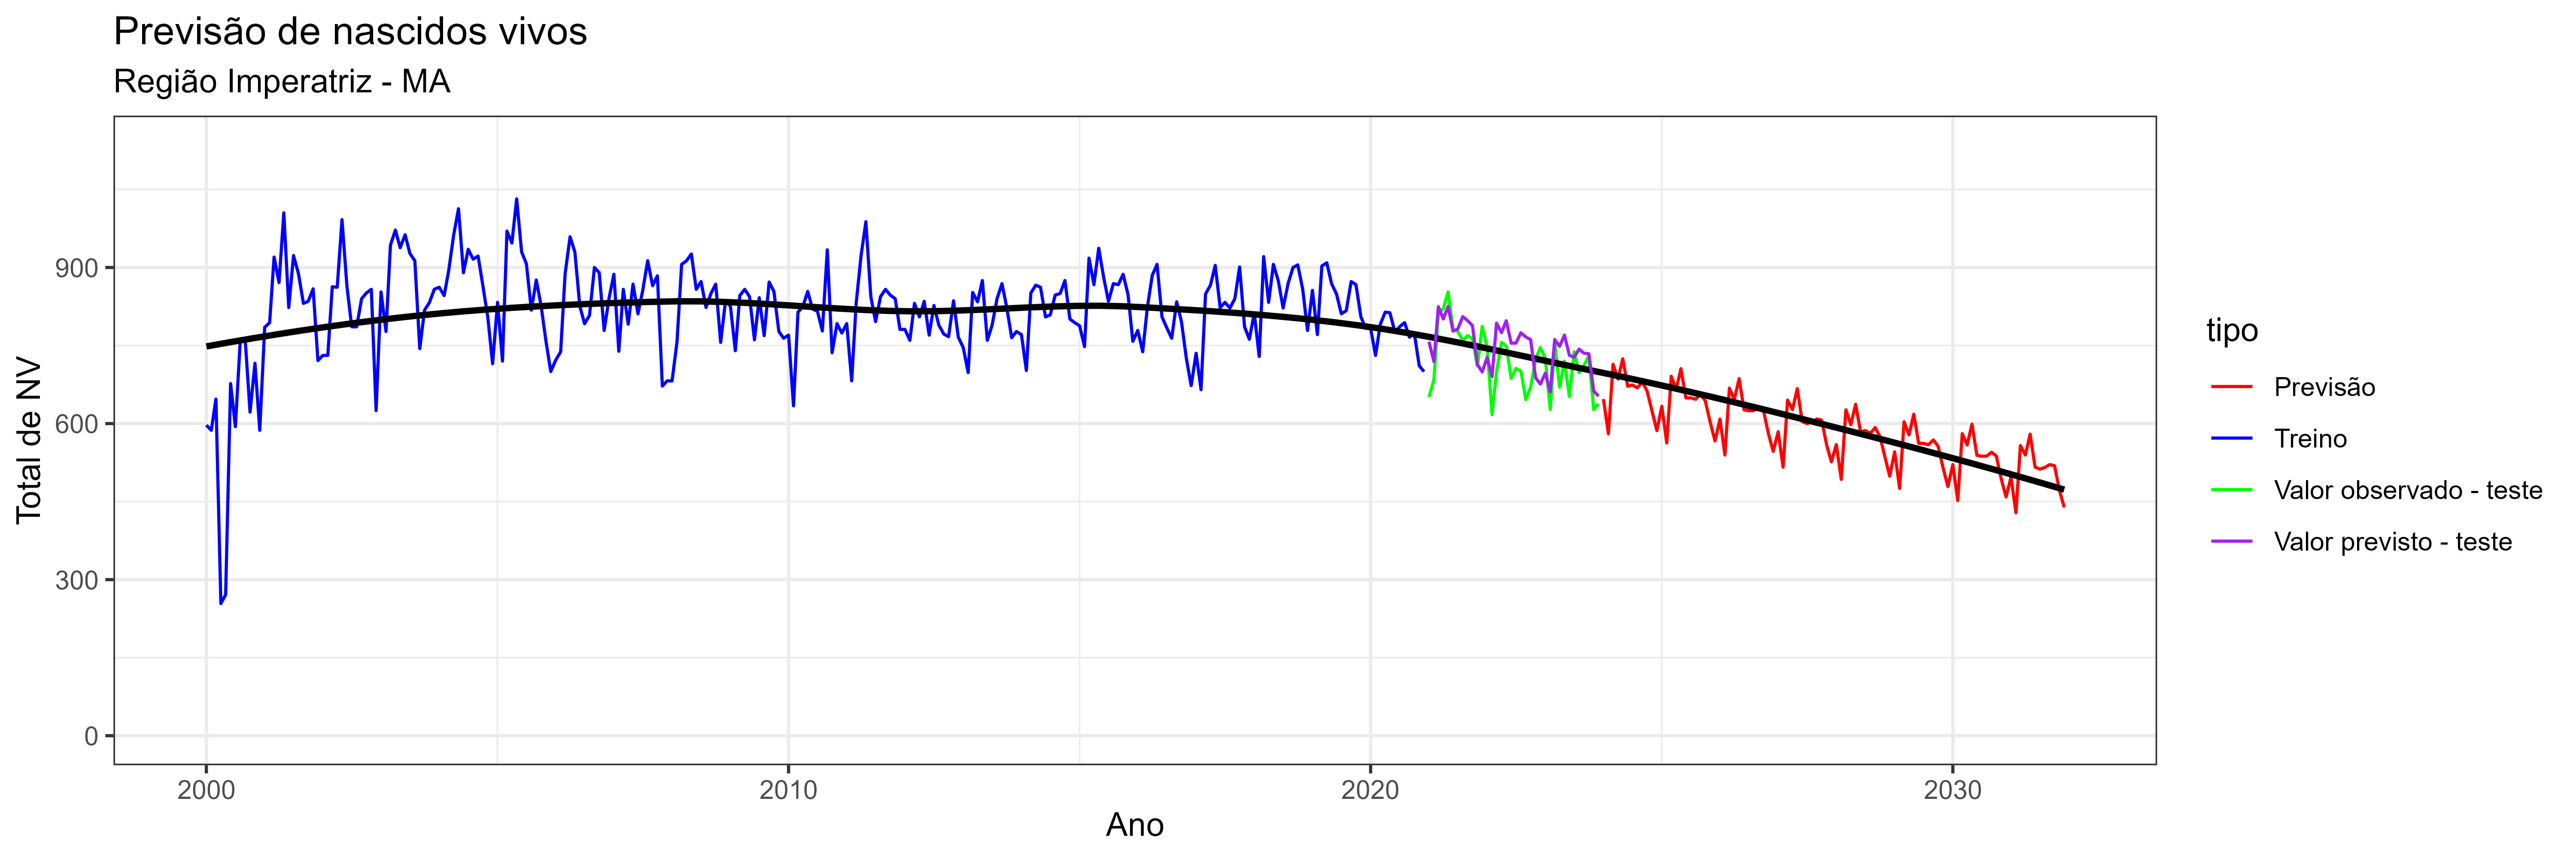 Previsão de nascidos vivos
Região Imperatriz - MA
Total de NV
900
600
300
0
2000
2010
2020
2030
Ano
tipo
Previsão
Treino
Valor observado - teste
Valor previsto - teste